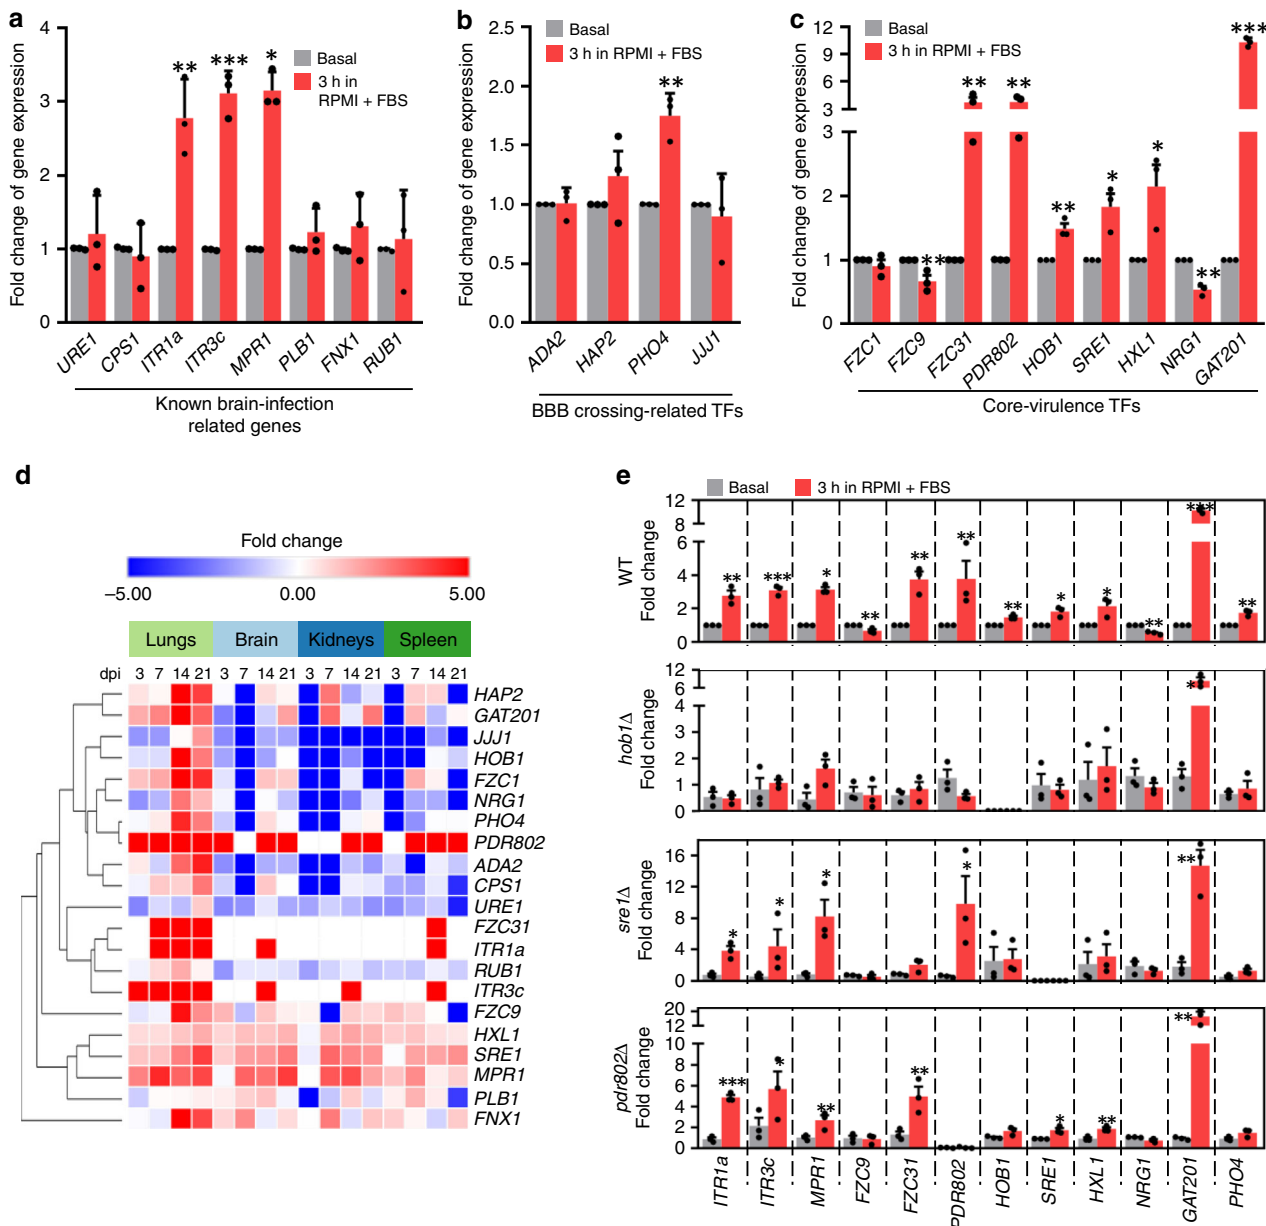 a
Fold change of gene expression
4
3
2
1
0
Basal
3 h in
RPMI + FBS
** *** *
URE1 CPS1 ITR1a ITR3c MPR1 PLB1 FNX1 RUB1
Known brain-infection
related genes
b
Fold change of gene expression
2.5
2.0
1.5
1.0
0.5
0.0
Basal
3 h in RPMI + FBS
**
ADA2 HAP2 PHO4 JJJ1
BBB crossing-related TFs
c
Fold change of gene expression
12
9
6
3
3
2
1
0
Basal
3 h in RPMI + FBS
** ** ** ** * * ** ***
FZC1 FZC9 FZC31 PDR802 HOB1 SRE1 HXL1 NRG1 GAT201
Core-virulence TFs
d
Fold change
−5.00 0.00 5.00
Lungs Brain Kidneys Spleen
dpi 3 7 14 21 3 7 14 21 3 7 14 21 3 7 14 21
HAP2
GAT201
JJJ1
HOB1
FZC1
NRG1
PHO4
PDR802
ADA2
CPS1
URE1
FZC31
ITR1a
RUB1
ITR3c
FZC9
HXL1
SRE1
MPR1
PLB1
FNX1
e
Basal 3 h in RPMI + FBS
WT
Fold change
12
8
6
4
2
0
** *** * ** ** ** ** * * ** *** **
hob1Δ
Fold change
12
6
4
3
2
1
0
*
sre1Δ
Fold change
16
12
8
4
0
* * * * **
pdr802Δ
Fold change
20
12
10
8
6
4
2
0
*** * ** ** * ** **
ITR1a ITR3c MPR1 FZC9 FZC31 PDR802 HOB1 SRE1 HXL1 NRG1 GAT201 PHO4